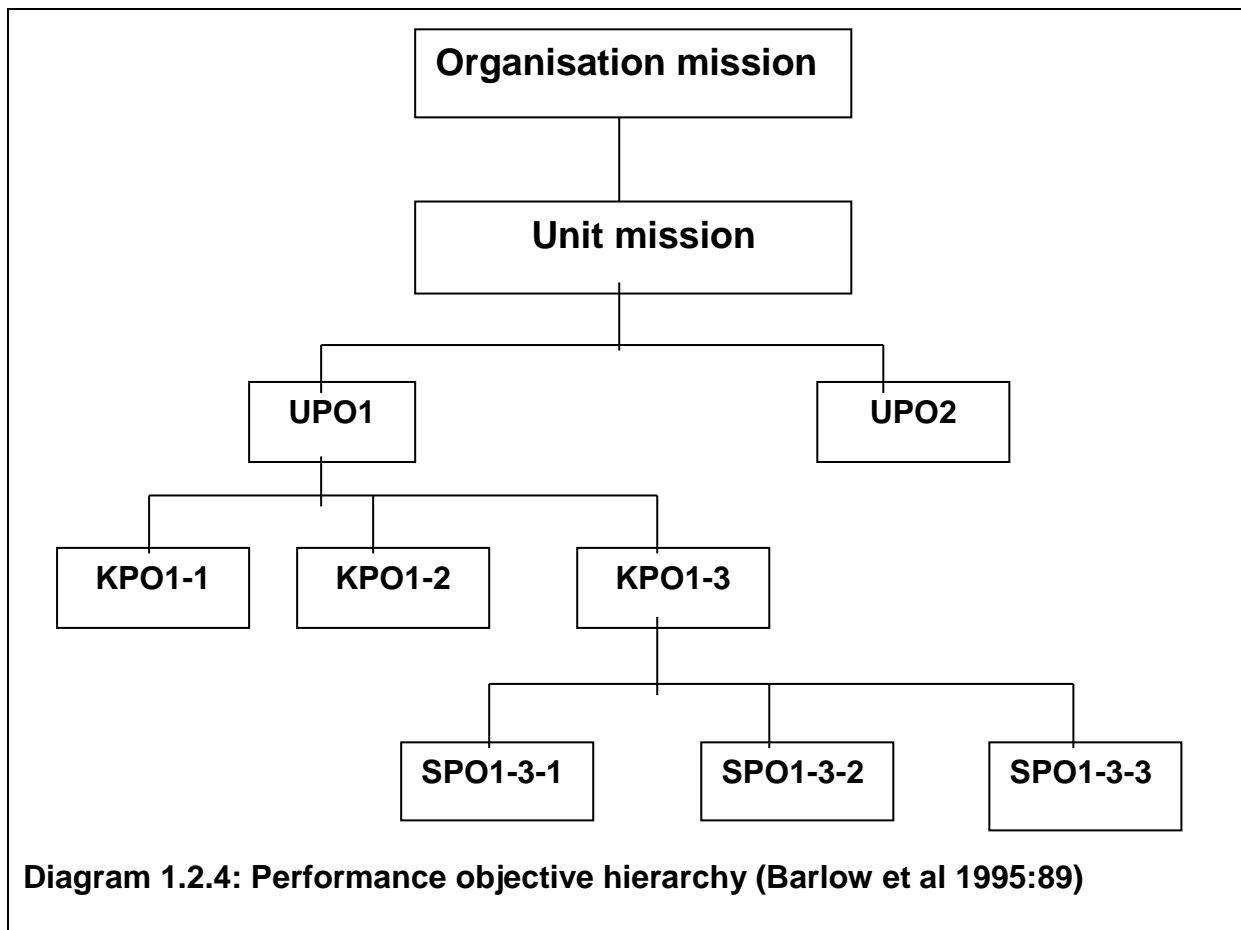 Organisation mission
Unit mission
UPO1
UPO2
KPO1-1
KPO1-2
KPO1-3
SPO1-3-1
SPO1-3-2
SPO1-3-3
Diagram 1.2.4: Performance objective hierarchy (Barlow et al 1995:89)